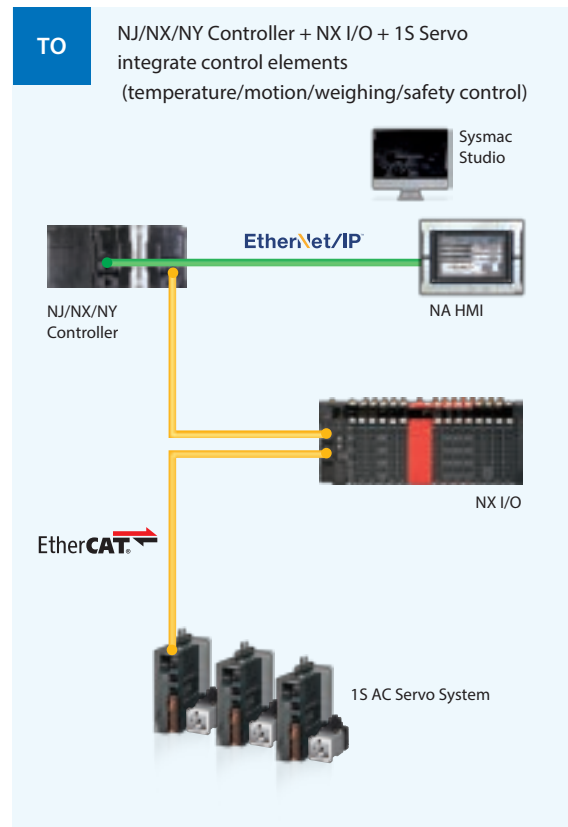 TO
NJ/NX/NY Controller + NX I/O + 1S Servo
integrate control elements
(temperature/motion/weighing/safety control)
Sysmac
Studio
EtherNet/IP
NJ/NX/NY
Controller
NA HMI
NX I/O
EtherCAT®
1S AC Servo System